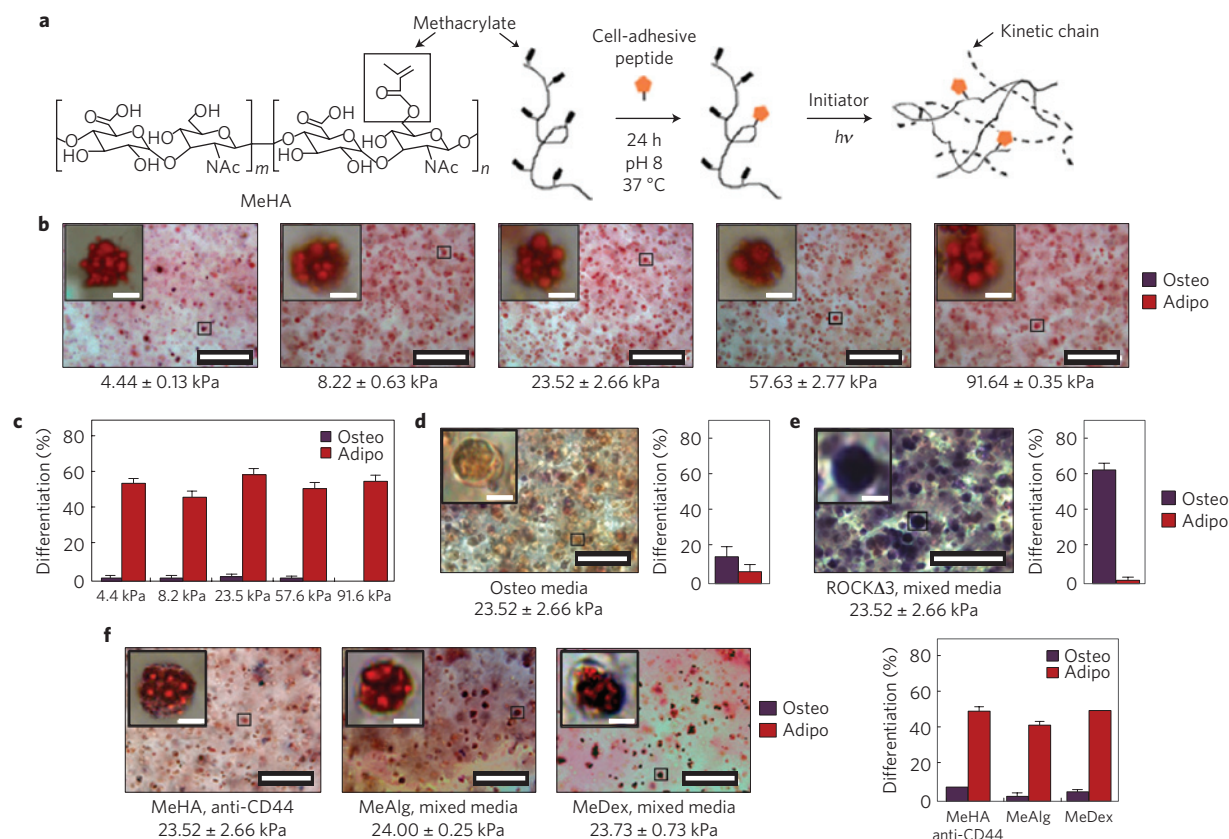 a
Methacrylate
Cell-adhesive
peptide
Kinetic chain
24 h
pH 8
37 °C
Initiator
hν
O
O
OH
O
O
HO
OH
O
HO
OH
O
NAc
m
O
OH
O
O
HO
OH
O
HO
O
O
NAc
n
MeHA
b
4.44 ± 0.13 kPa
8.22 ± 0.63 kPa
23.52 ± 2.66 kPa
57.63 ± 2.77 kPa
91.64 ± 0.35 kPa
Osteo
Adipo
c
Differentiation (%)
80
60
40
20
0
Osteo
Adipo
4.4 kPa
8.2 kPa
23.5 kPa
57.6 kPa
91.6 kPa
d
Osteo media
23.52 ± 2.66 kPa
Differentiation (%)
80
60
40
20
0
e
ROCKΔ3, mixed media
23.52 ± 2.66 kPa
Differentiation (%)
80
60
40
20
0
Osteo
Adipo
f
MeHA, anti-CD44
23.52 ± 2.66 kPa
MeAlg, mixed media
24.00 ± 0.25 kPa
MeDex, mixed media
23.73 ± 0.73 kPa
Osteo
Adipo
Differentiation (%)
80
60
40
20
0
Osteo
Adipo
MeHA
anti-CD44
MeAlg
MeDex